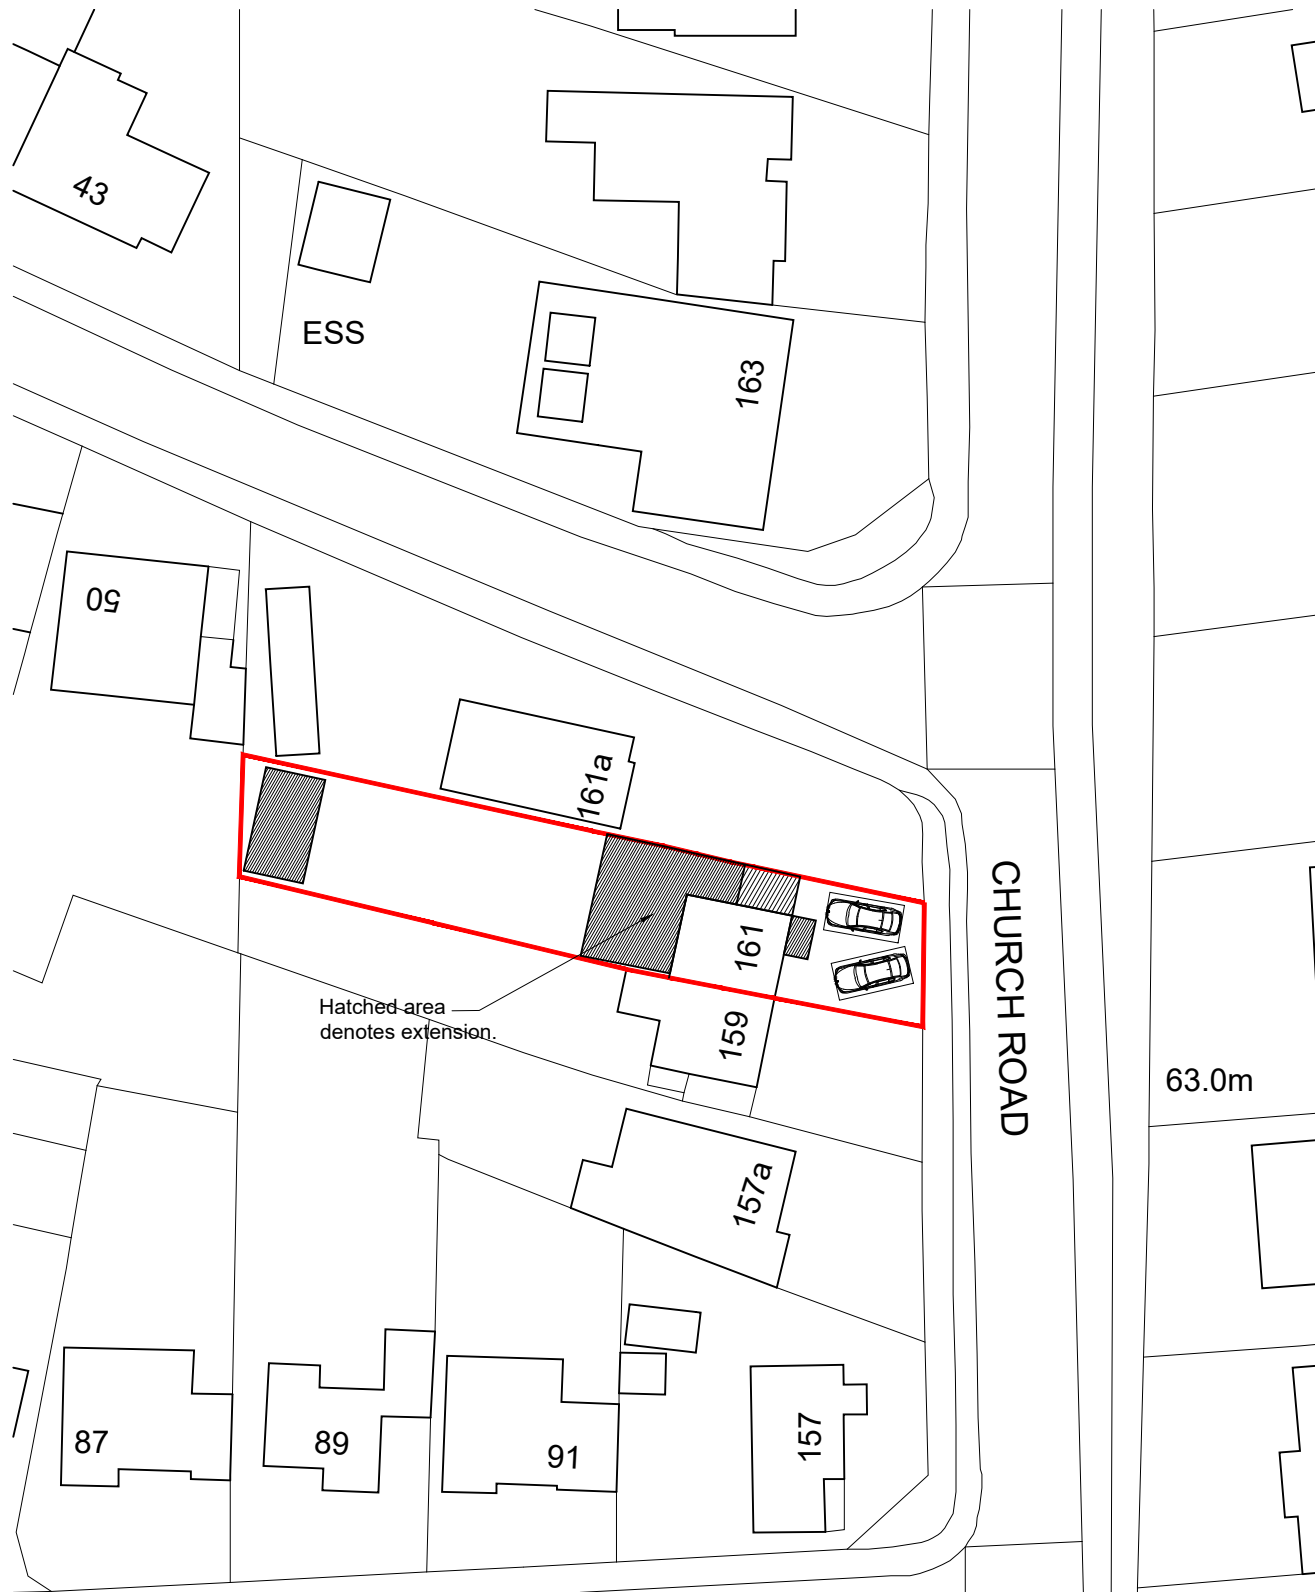 43
ESS
163
50
161a
161
CHURCH ROAD
Hatched area
denotes extension.
159
63.0m
157a
87
89
91
157